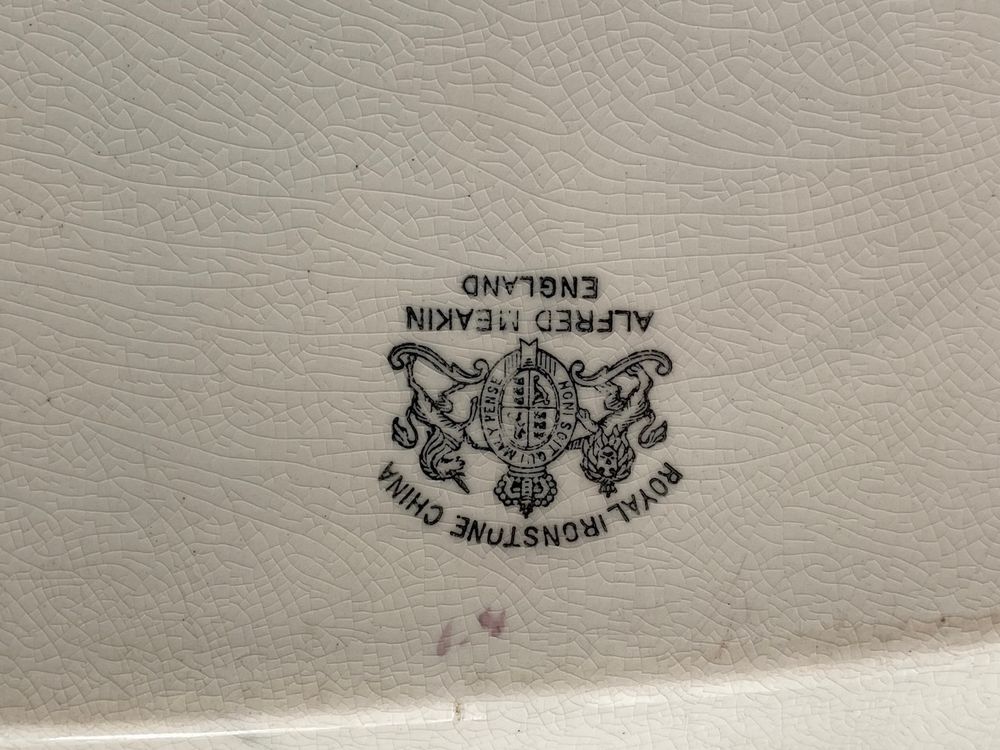 ROYAL IRONSTONE CHINA
HONI SOIT QUI MAL Y PENSE
ALFRED MEAKIN
ENGLAND